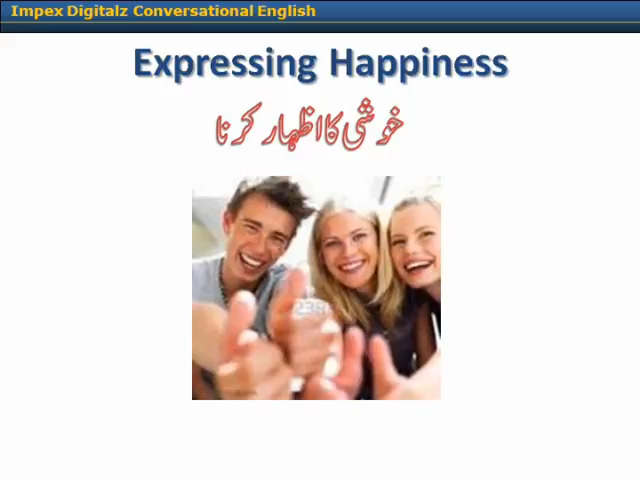 Impex Digitalz Conversational English
Expressing Happiness
خوشی کا اظہار کرنا